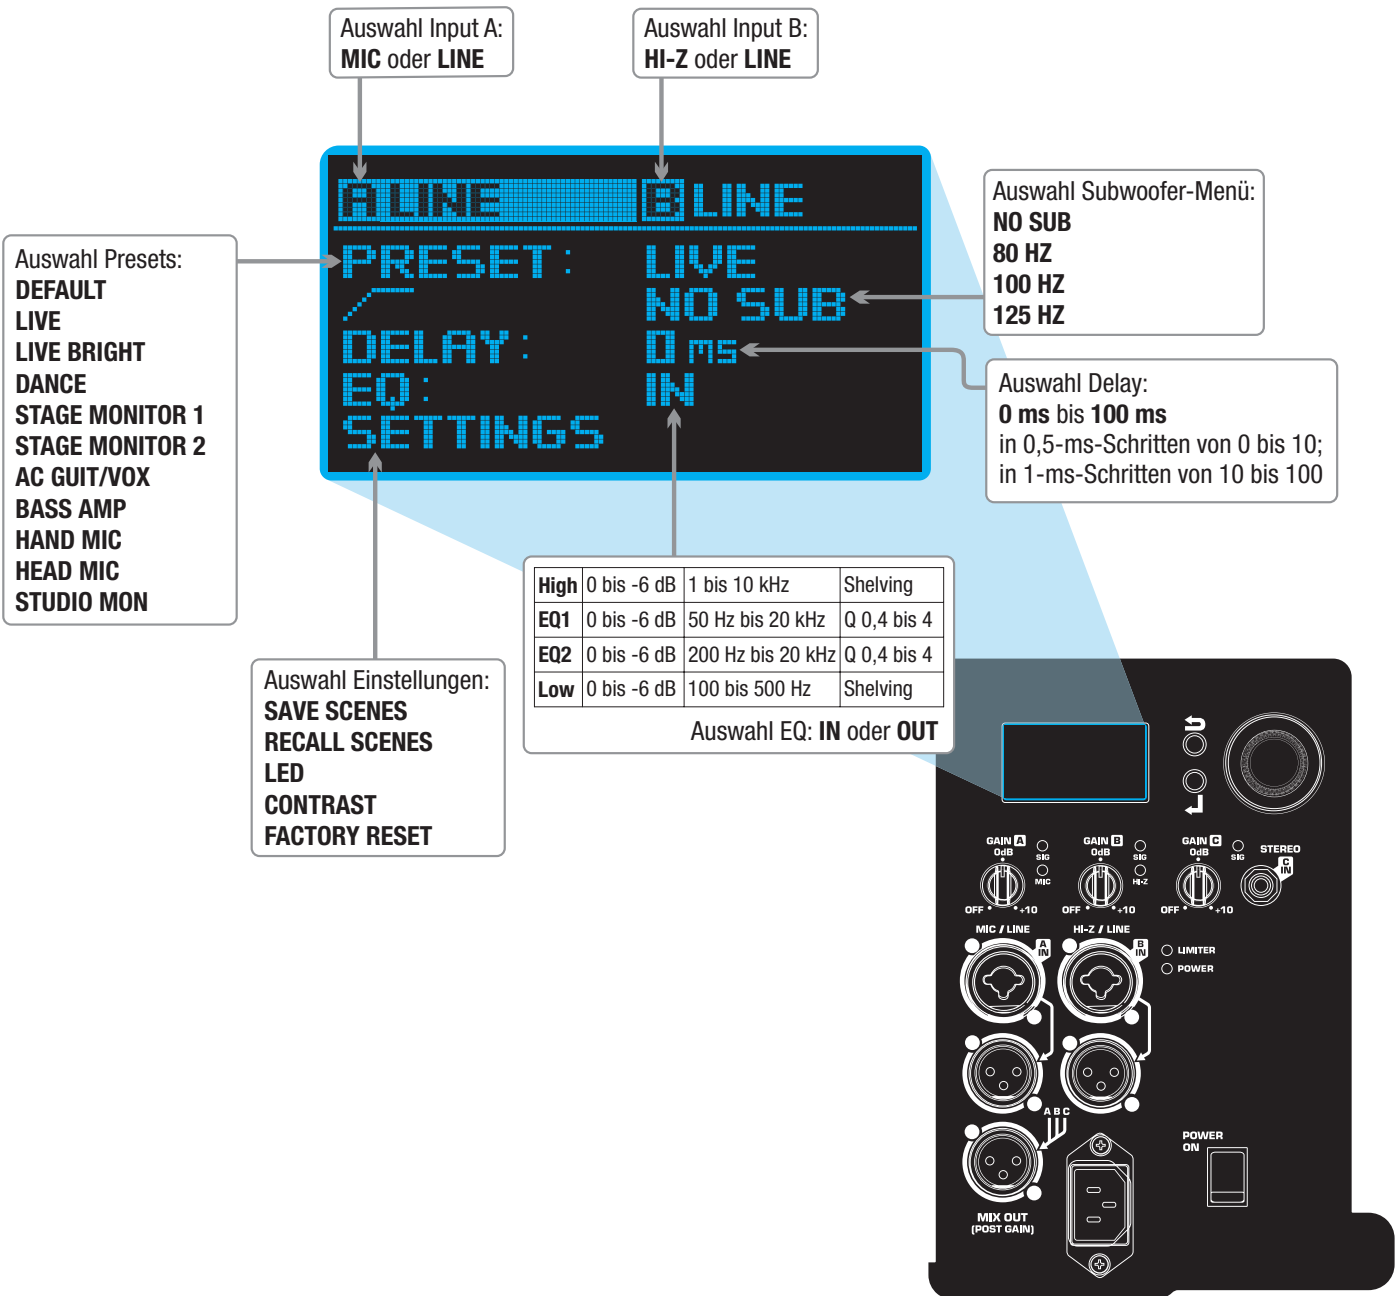 Auswahl Input A:
MIC oder LINE
Auswahl Input B:
HI-Z oder LINE
A LINE B LINE
PRESET: LIVE
NO SUB
DELAY: 0 ms
EQ: IN
SETTINGS
Auswahl Subwoofer-Menü:
NO SUB
80 HZ
100 HZ
125 HZ
Auswahl Presets:
DEFAULT
LIVE
LIVE BRIGHT
DANCE
STAGE MONITOR 1
STAGE MONITOR 2
AC GUIT/VOX
BASS AMP
HAND MIC
HEAD MIC
STUDIO MON
Auswahl Delay:
0 ms bis 100 ms
in 0,5-ms-Schritten von 0 bis 10;
in 1-ms-Schritten von 10 bis 100
High 0 bis -6 dB 1 bis 10 kHz Shelving
EQ1 0 bis -6 dB 50 Hz bis 20 kHz Q 0,4 bis 4
EQ2 0 bis -6 dB 200 Hz bis 20 kHz Q 0,4 bis 4
Low 0 bis -6 dB 100 bis 500 Hz Shelving
Auswahl EQ: IN oder OUT
Auswahl Einstellungen:
SAVE SCENES
RECALL SCENES
LED
CONTRAST
FACTORY RESET
GAIN A
0dB
SIG
MIC
OFF +10
GAIN B
0dB
SIG
HI-Z
OFF +10
GAIN C
0dB
SIG
OFF +10
STEREO
C IN
MIC / LINE
A IN
HI-Z / LINE
B IN
LIMITER
POWER
A B C
POWER
ON
MIX OUT
(POST GAIN)